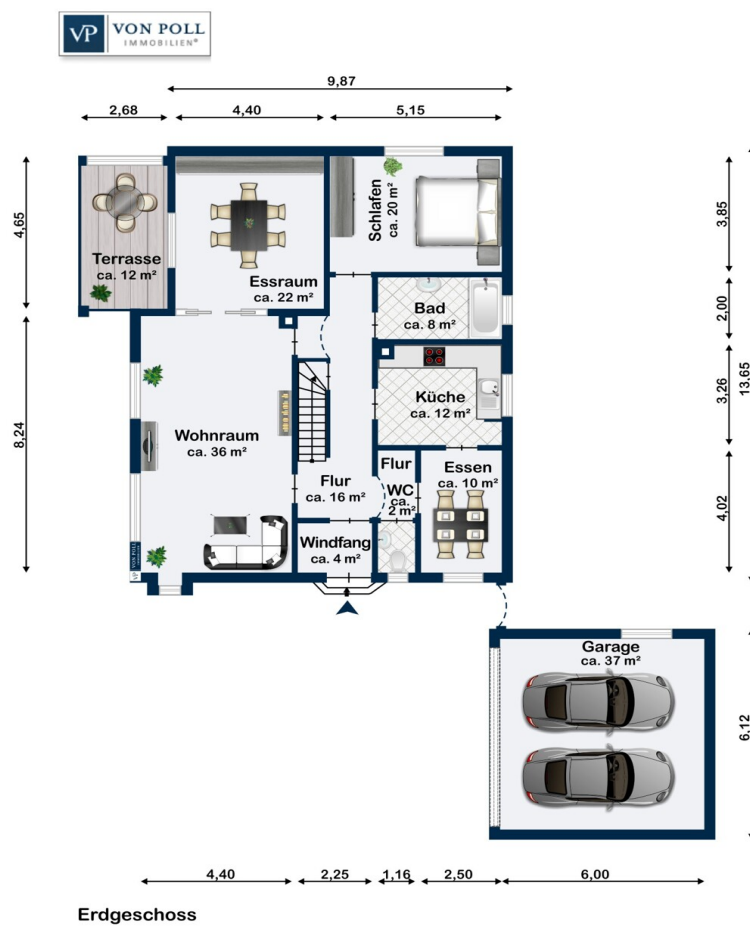 VP VON POLL
IMMOBILIEN®
9,87
2,68 4,40 5,15
4,65
8,24
3,85
2,00
3,26
4,02
13,65
6,12
Terrasse
ca. 12 m²
Essraum
ca. 22 m²
Schlafen
ca. 20 m²
Bad
ca. 8 m²
Küche
ca. 12 m²
Wohnraum
ca. 36 m²
Flur
ca. 16 m²
Flur
WC
ca.
2 m²
Essen
ca. 10 m²
Windfang
ca. 4 m²
VON POLL
VP
Garage
ca. 37 m²
4,40 2,25 1,16 2,50 6,00
Erdgeschoss